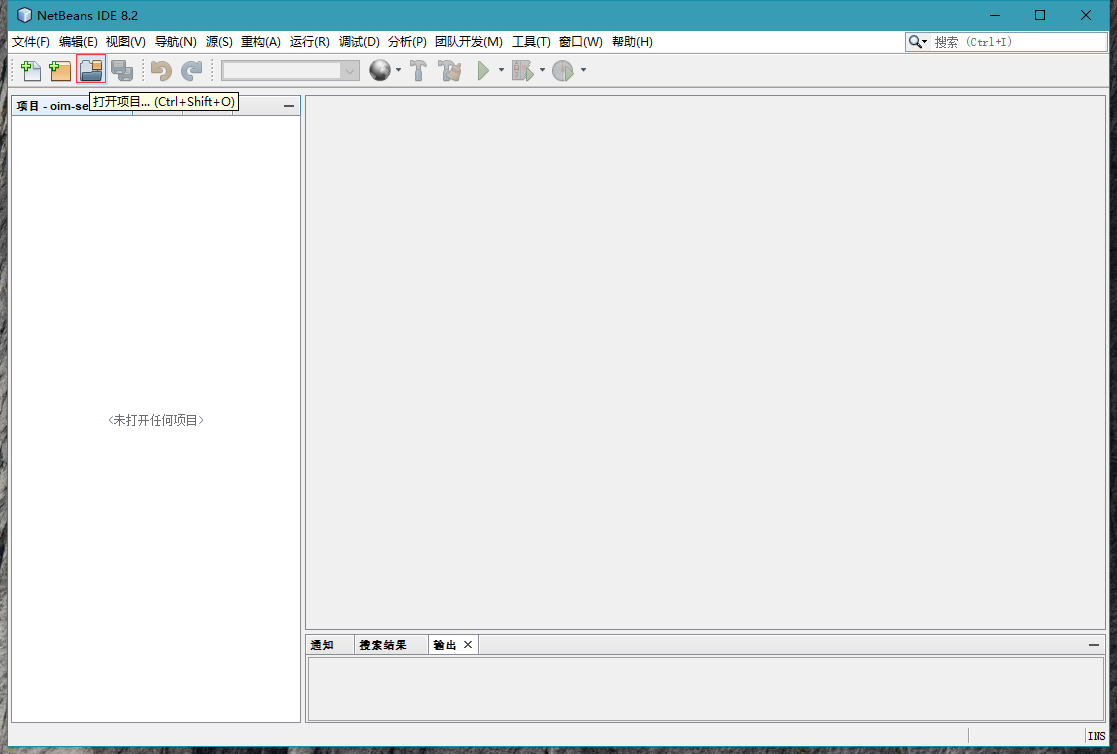 NetBeans IDE 8.2
文件(F) 编辑(E) 视图(V) 导航(N) 源(S) 重构(A) 运行(R) 调试(D) 分析(P) 团队开发(M) 工具(T) 窗口(W) 帮助(H) 搜索 (Ctrl+I)
项目 - oim-se
打开项目... (Ctrl+Shift+O)
<未打开任何项目>
通知 搜索结果 输出
INS